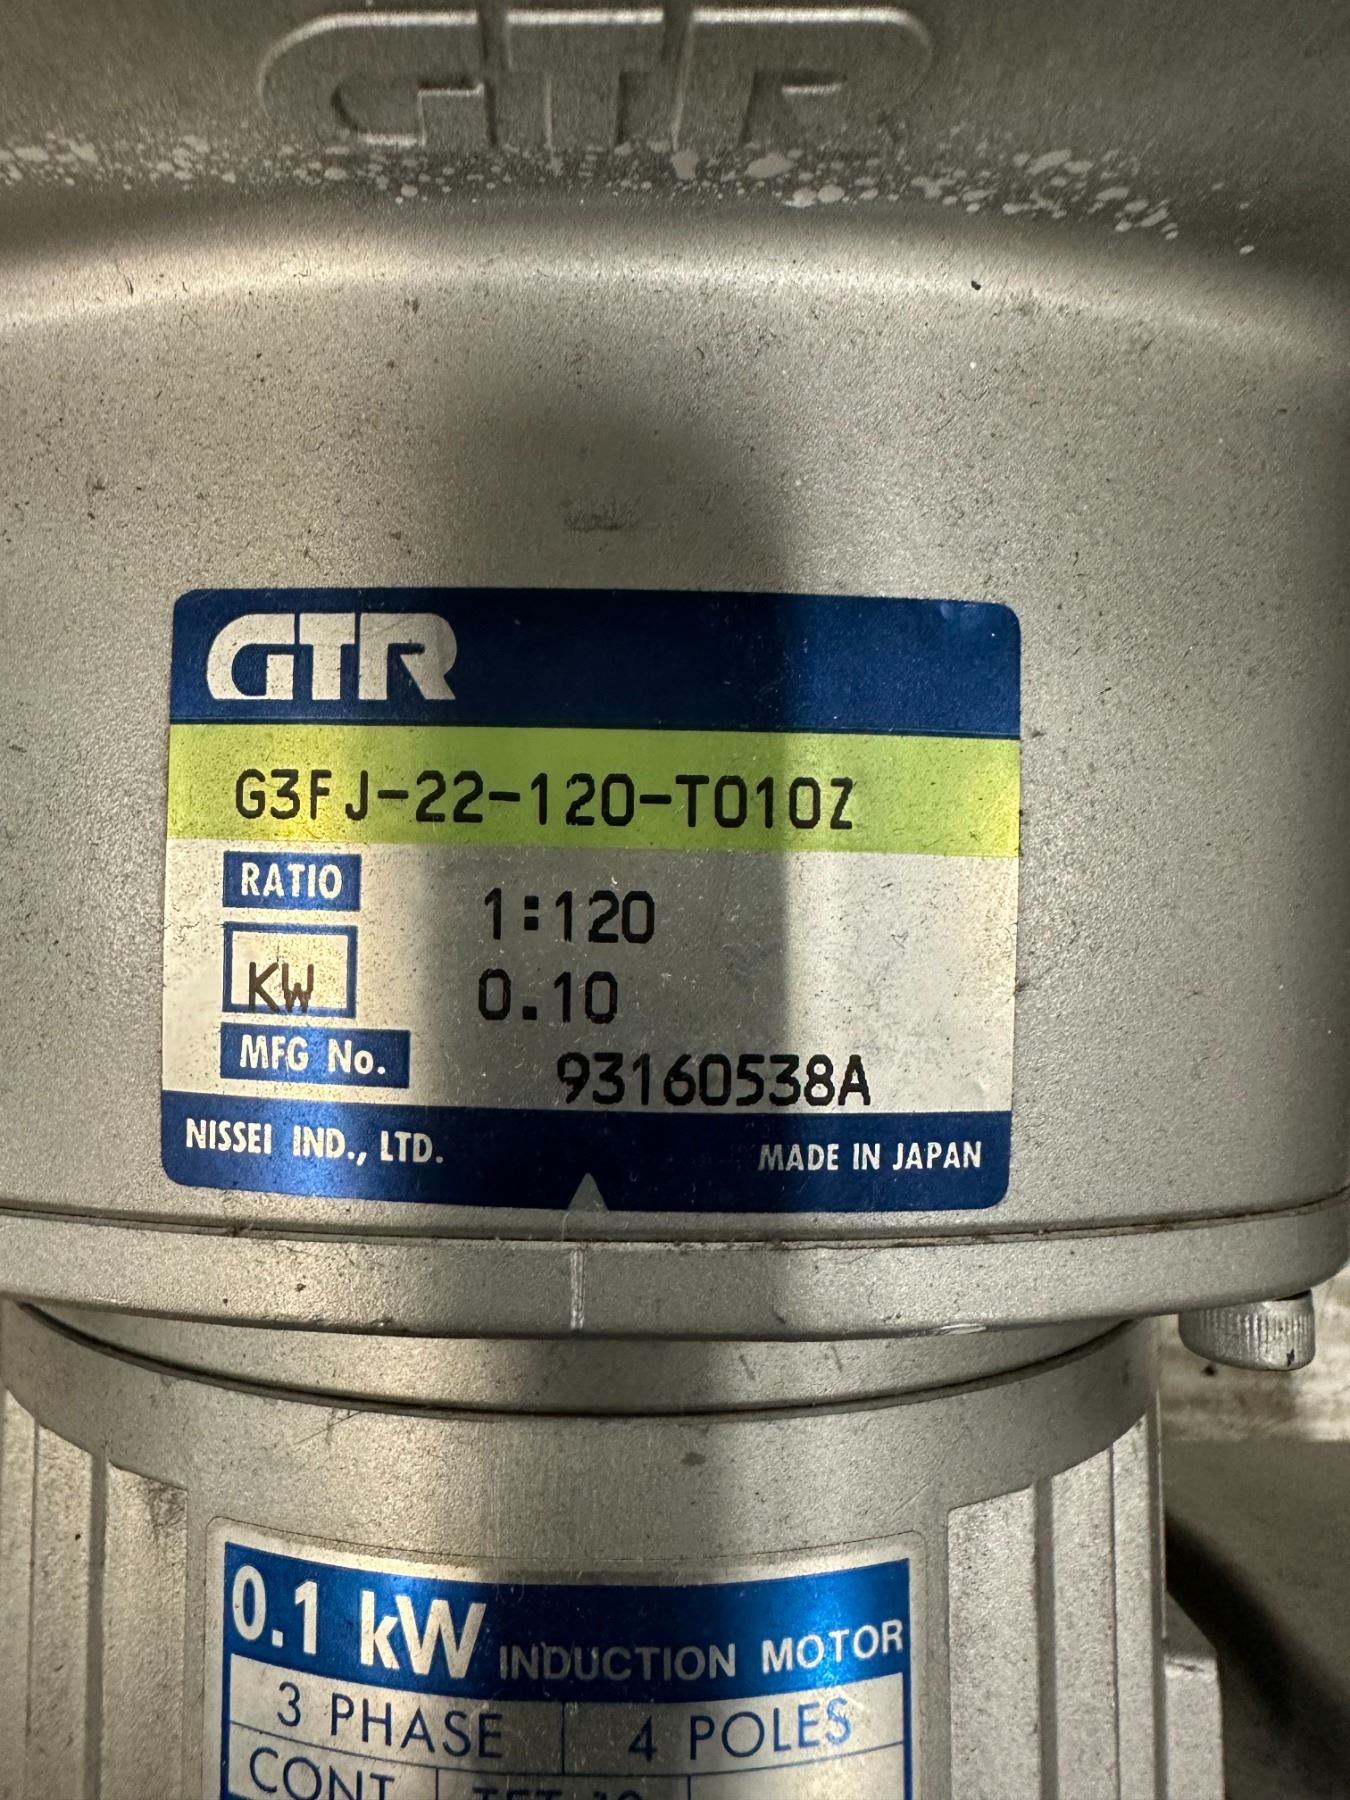 GTR
GTR
G3FJ-22-120-T010Z
RATIO 1:120
KW 0.10
MFG No. 93160538A
NISSEI IND., LTD. MADE IN JAPAN
0.1 kW INDUCTION MOTOR
3 PHASE 4 POLES
CONT